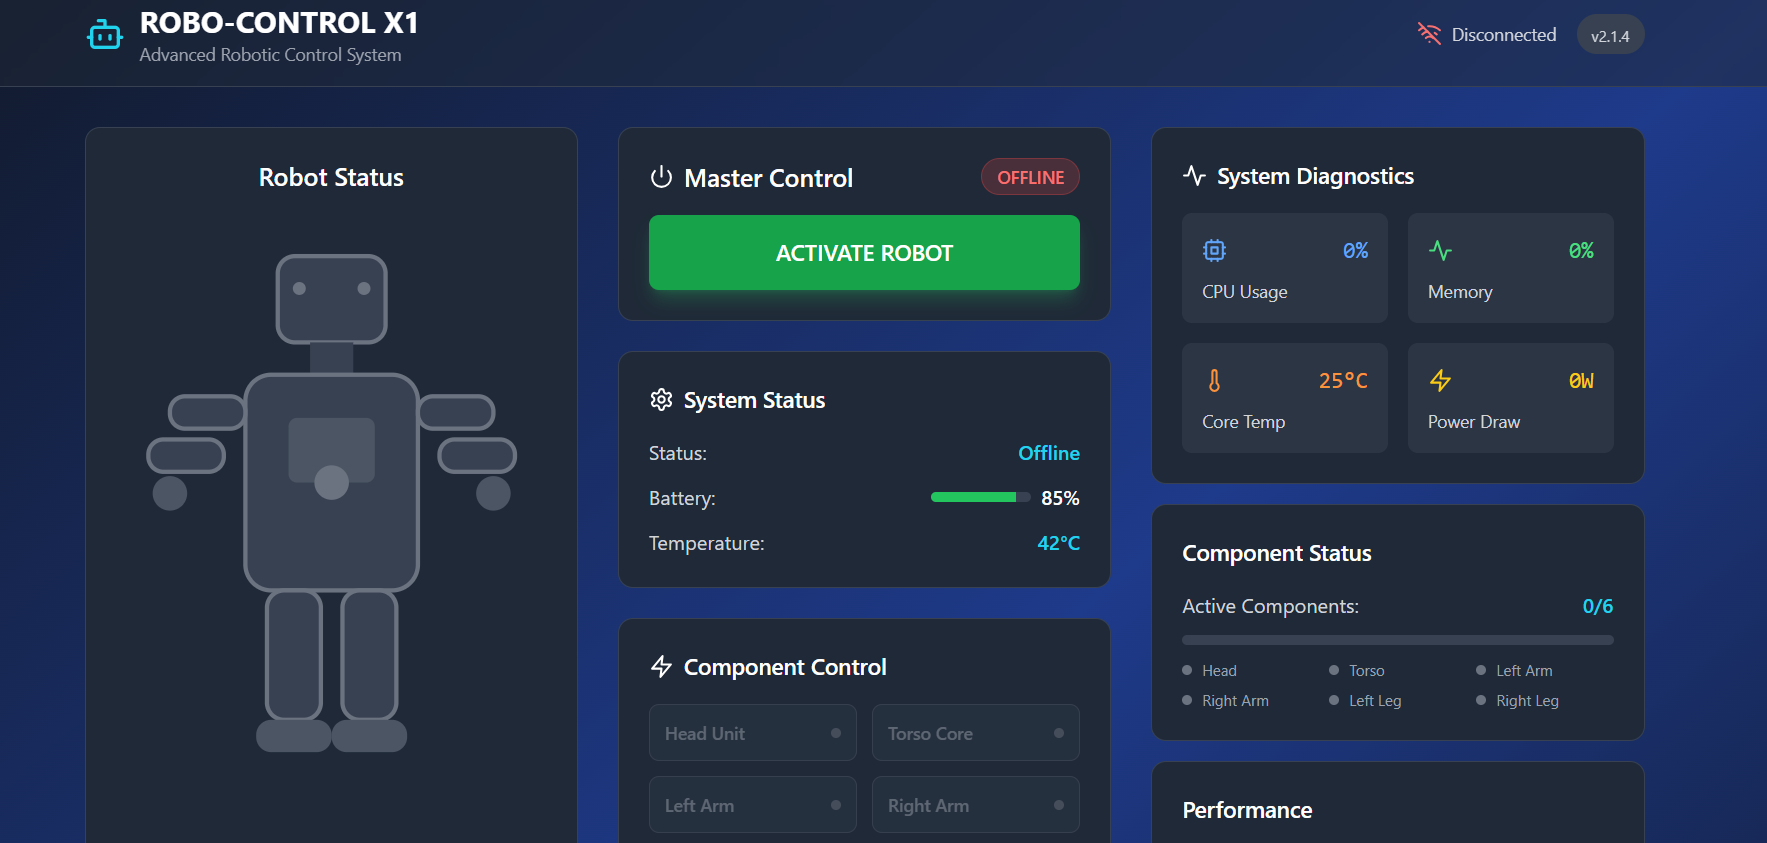 ROBO-CONTROL X1
Advanced Robotic Control System
Disconnected
v2.1.4
Robot Status
Master Control
OFFLINE
ACTIVATE ROBOT
System Status
Status:
Offline
Battery:
85%
Temperature:
42°C
Component Control
Head Unit
Torso Core
Left Arm
Right Arm
System Diagnostics
0%
CPU Usage
0%
Memory
25°C
Core Temp
0W
Power Draw
Component Status
Active Components:
0/6
Head
Torso
Left Arm
Right Arm
Left Leg
Right Leg
Performance